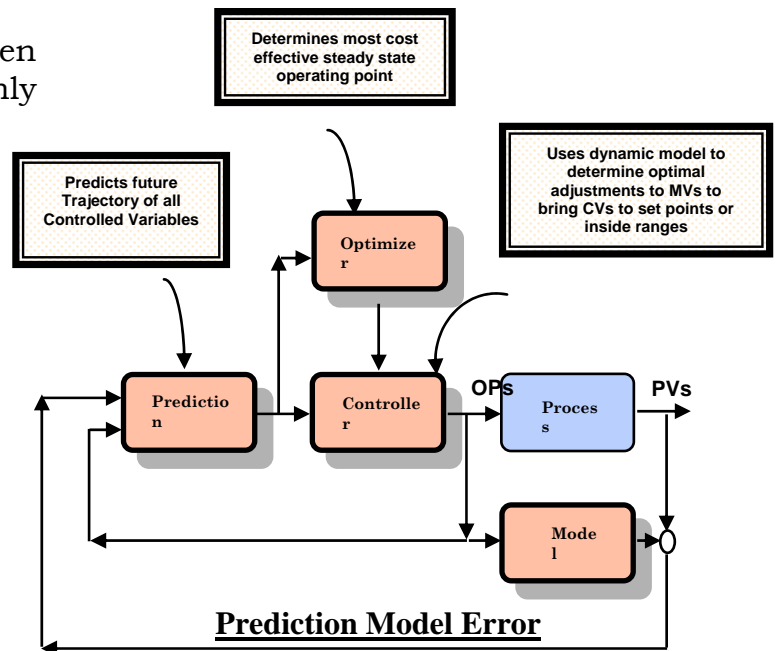 en
nly
Determines most cost
effective steady state
operating point
Predicts future
Trajectory of all
Controlled Variables
Uses dynamic model to
determine optimal
adjustments to MVs to
bring CVs to set points or
inside ranges
Optimize
r
Predictio
n
Controlle
r
OPs
Proces
s
PVs
Mode
l
Prediction Model Error